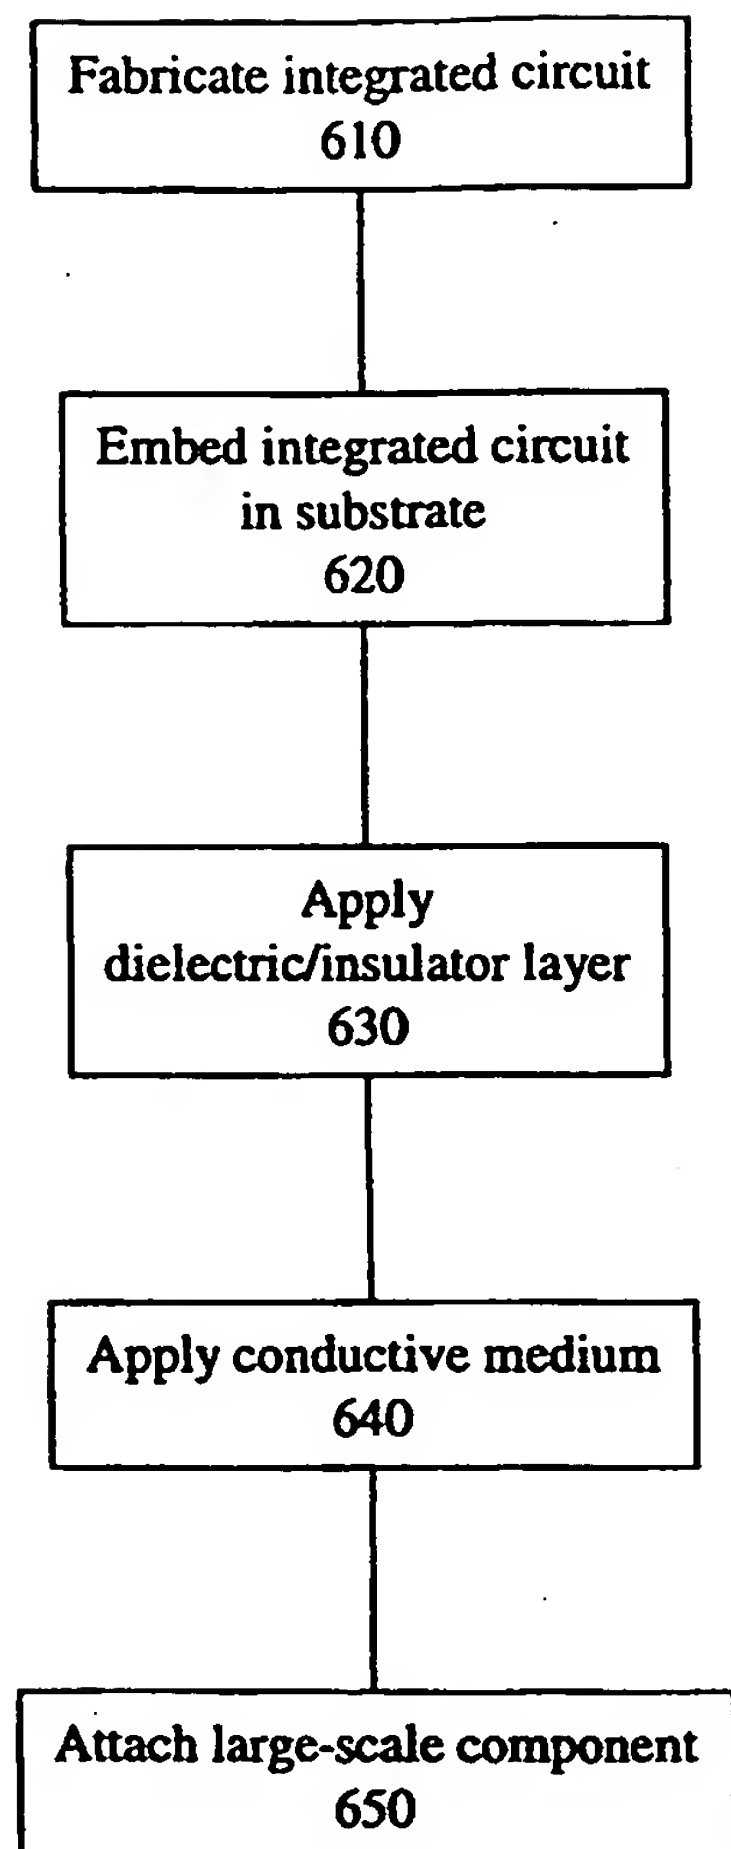 Fabricate integrated circuit
610
Embed integrated circuit
in substrate
620
Apply
dielectric/insulator layer
630
Apply conductive medium
640
Attach large-scale component
650